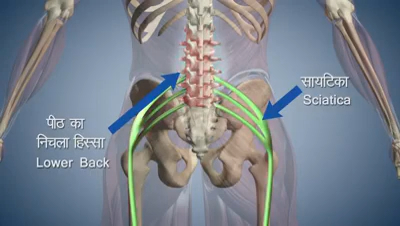 पीठ का
निचला हिस्सा
Lower Back
सायटिका
Sciatica